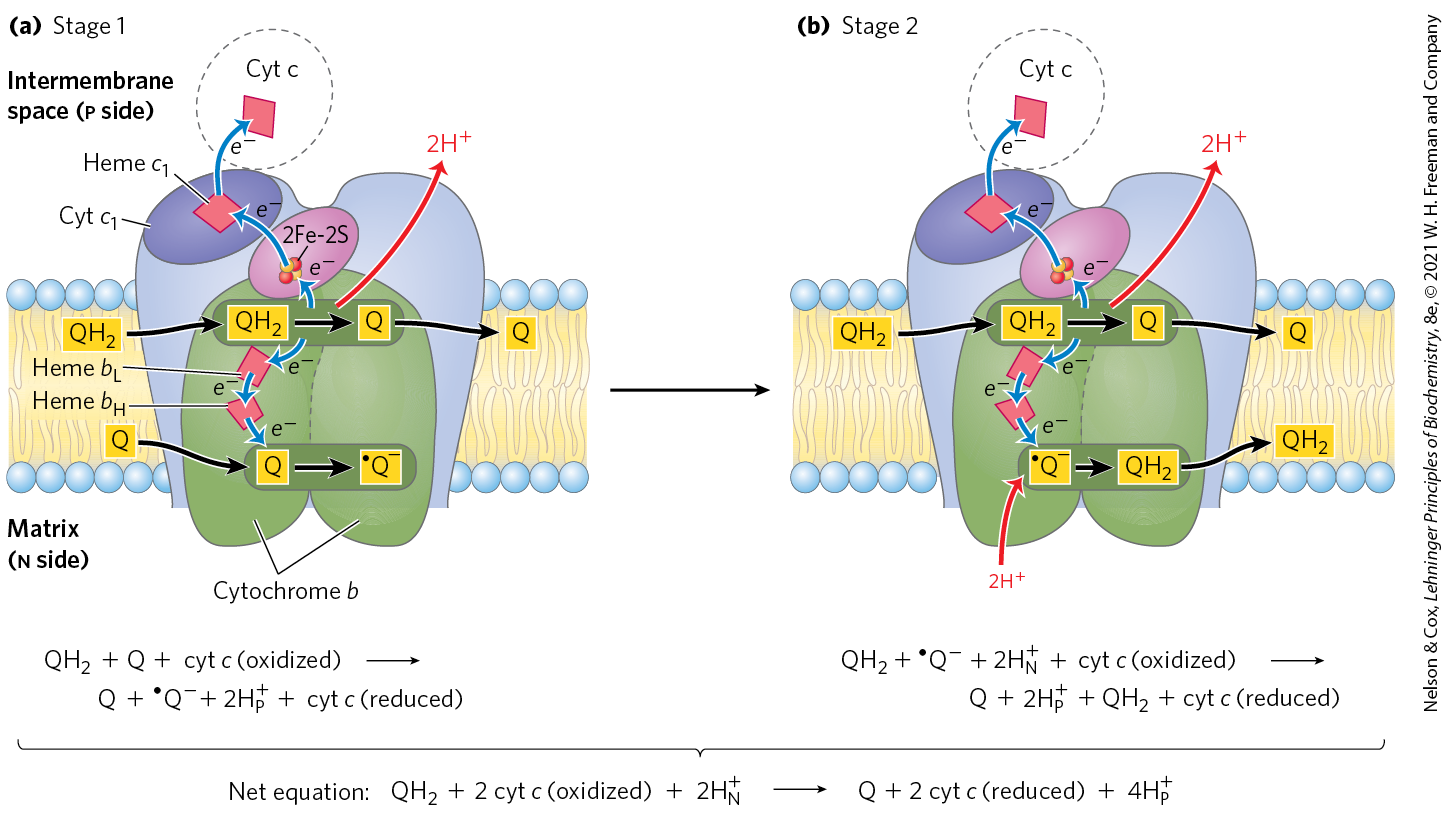 (a) Stage 1
Intermembrane
space (P side)
Cyt c
e–
2H+
Heme c1
Cyt c1
e–
2Fe-2S
e–
QH2
QH2
Q
Q
Heme bL
e–
e–
Heme bH
e–
Q
Q
•Q–
Matrix
(N side)
Cytochrome b
QH2 + Q + cyt c (oxidized) ⟶
Q + •Q– + 2H+P + cyt c (reduced)
(b) Stage 2
Cyt c
e–
2H+
e–
e–
QH2
QH2
Q
Q
e–
e–
e–
•Q–
QH2
QH2
2H+
QH2 + •Q– + 2H+N + cyt c (oxidized) ⟶
Q + 2H+P + QH2 + cyt c (reduced)
Net equation: QH2 + 2 cyt c (oxidized) + 2H+N ⟶ Q + 2 cyt c (reduced) + 4H+P
Nelson & Cox, Lehninger Principles of Biochemistry, 8e, © 2021 W. H. Freeman and Company